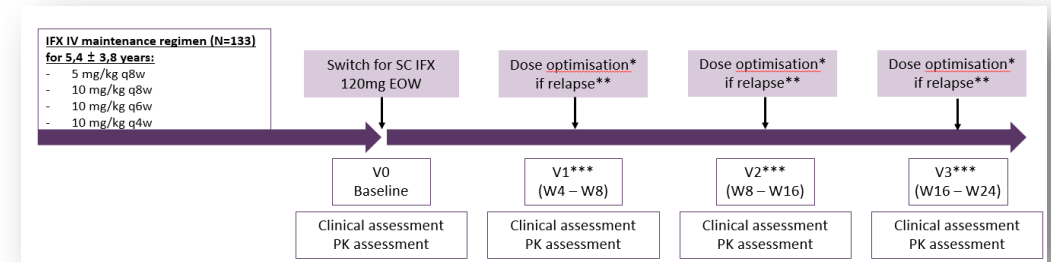 IFX IV maintenance regimen (N=133)
for 5,4 ± 3,8 years:
- 5 mg/kg q8w
- 10 mg/kg q8w
- 10 mg/kg q6w
- 10 mg/kg q4w
Switch for SC IFX
120mg EOW
Dose optimisation*
if relapse**
Dose optimisation*
if relapse**
Dose optimisation*
if relapse**
V0
Baseline
V1***
(W4 – W8)
V2***
(W8 – W16)
V3***
(W16 – W24)
Clinical assessment
PK assessment
Clinical assessment
PK assessment
Clinical assessment
PK assessment
Clinical assessment
PK assessment